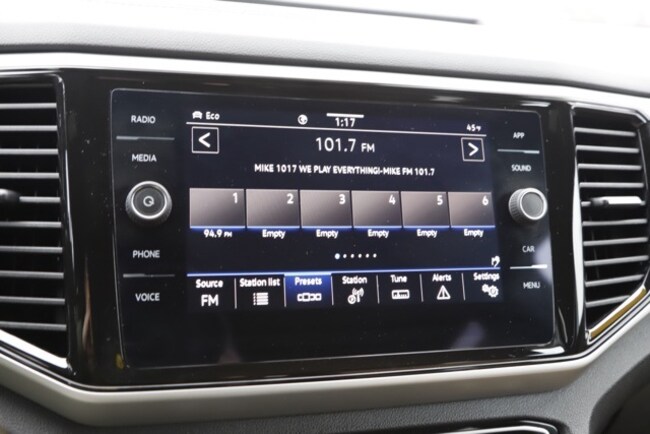 RADIO
MEDIA
PHONE
VOICE
Eco
1:17
45°F
101.7 FM
MIKE 1017 WE PLAY EVERYTHING!-MIKE FM 101.7
1 2 3 4 5 6
94.9 FM Empty Empty Empty Empty Empty
Source Station list Presets Station Tune Alerts Settings
FM
APP
SOUND
CAR
MENU